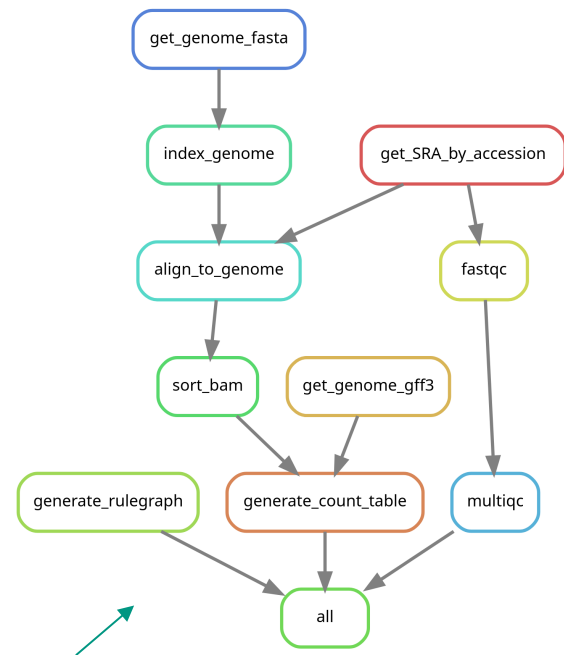 get_genome_fasta
index_genome
get_SRA_by_accession
align_to_genome
fastqc
sort_bam
get_genome_gff3
generate_rulegraph
generate_count_table
multiqc
all